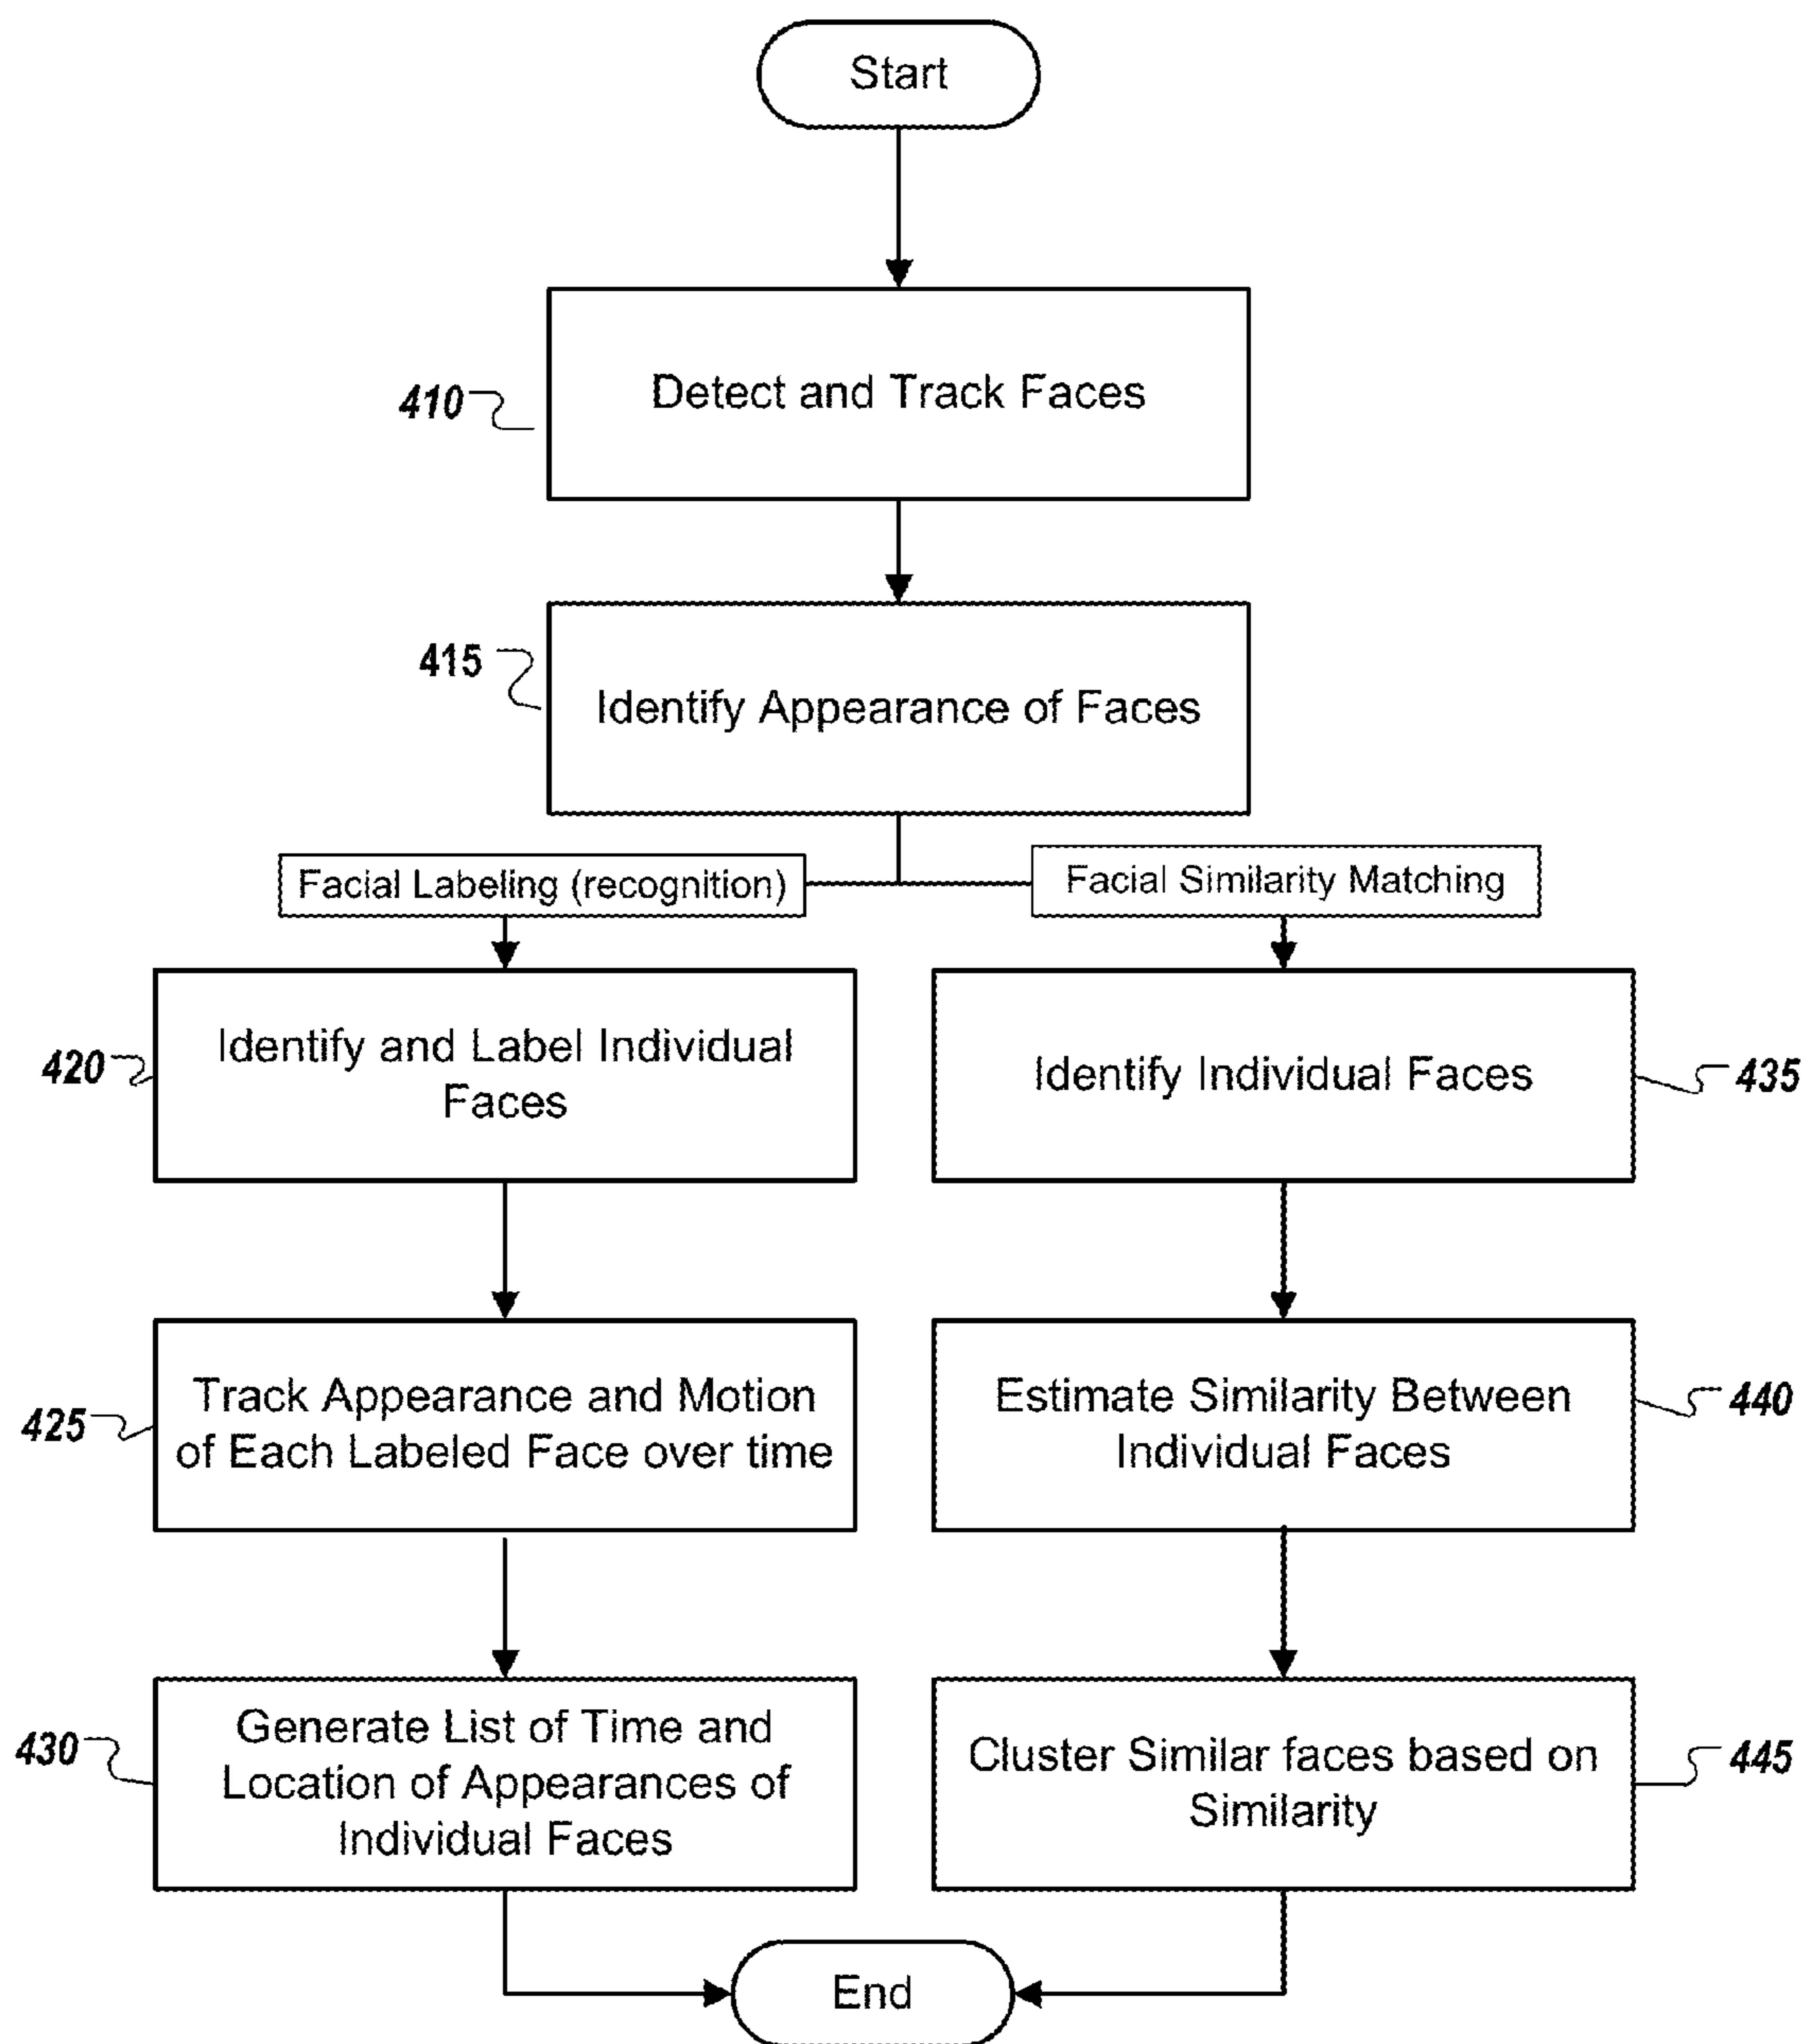 Start
410
Detect and Track Faces
415
Identify Appearance of Faces
Facial Labeling (recognition)
Facial Similarity Matching
420
Identify and Label Individual
Faces
Identify Individual Faces
435
425
Track Appearance and Motion
of Each Labeled Face over time
Estimate Similarity Between
Individual Faces
440
430
Generate List of Time and
Location of Appearances of
Individual Faces
Cluster Similar faces based on
Similarity
445
End